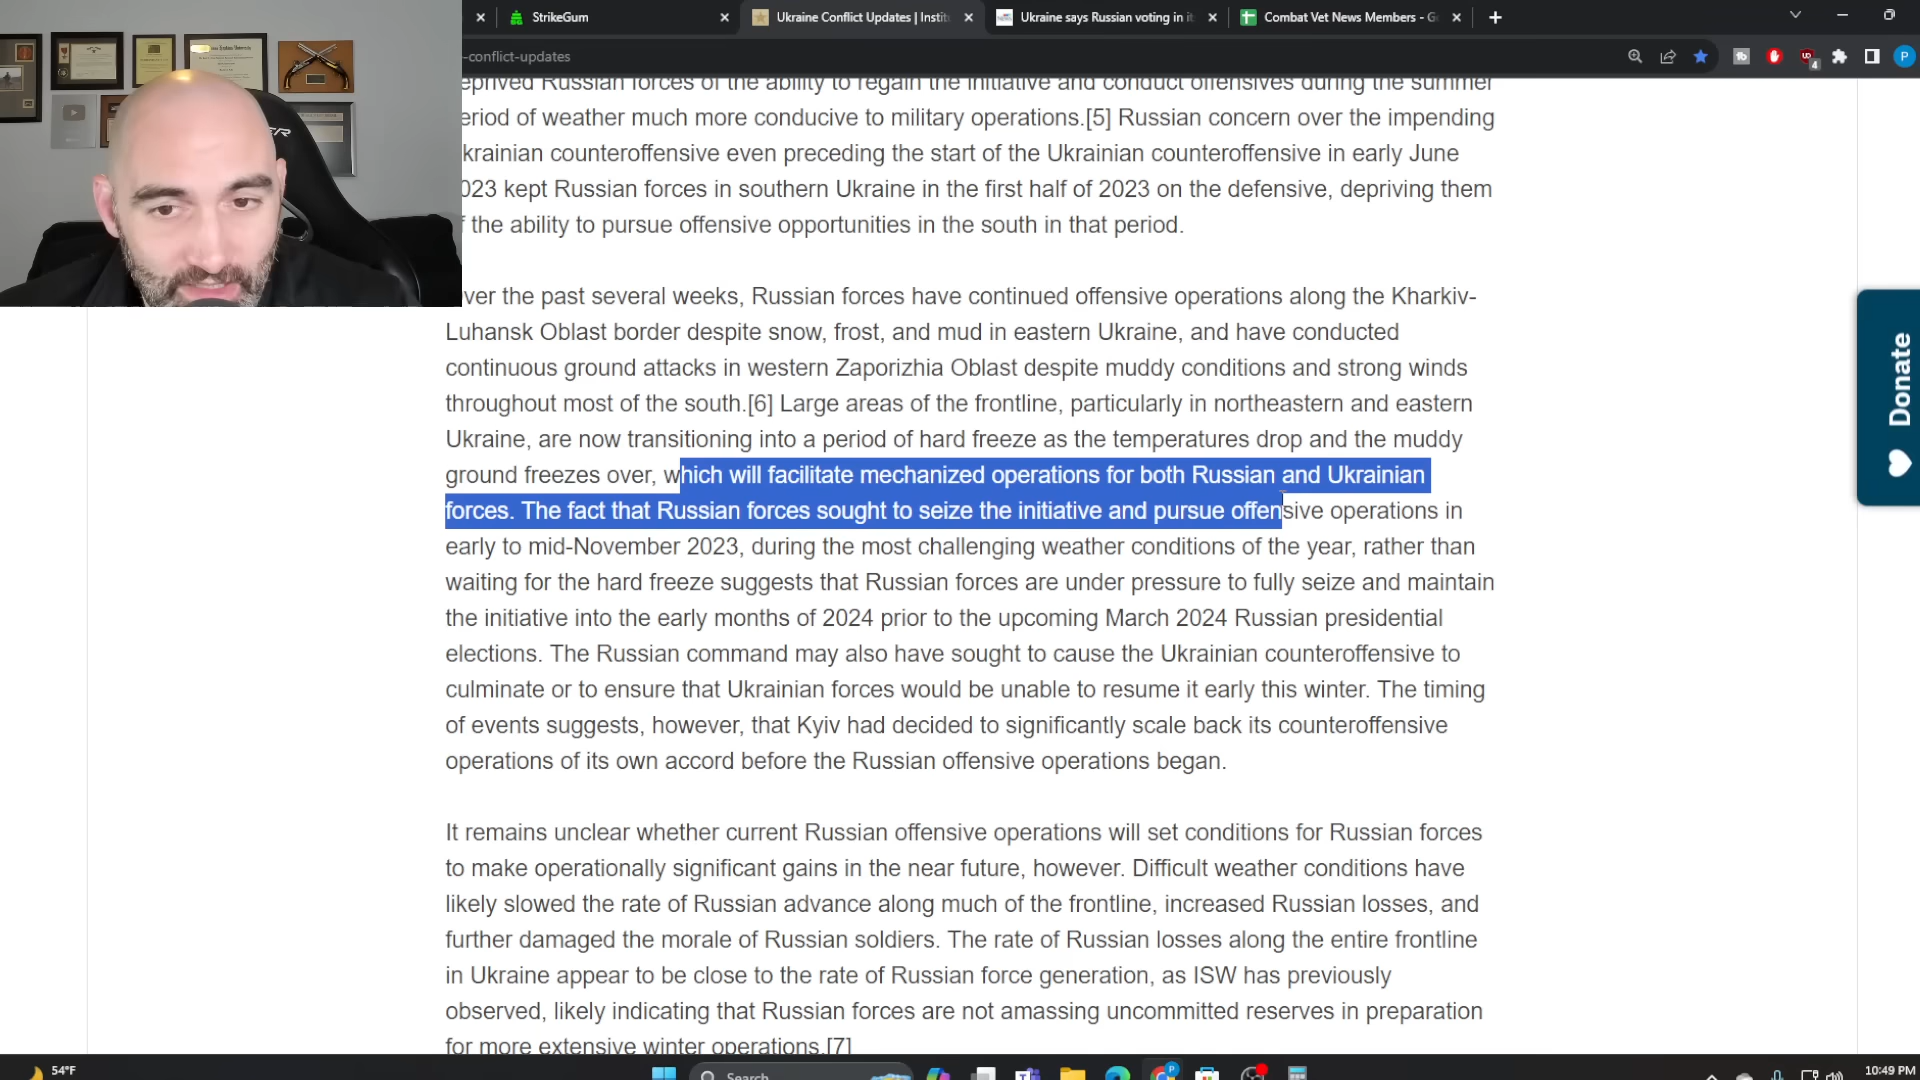 StrikeGum
Ukraine Conflict Updates | Instit
Ukraine says Russian voting in it
Combat Vet News Members - G
-conflict-updates
P
4
eprived Russian forces of the ability to regain the initiative and conduct offensives during the summer
eriod of weather much more conducive to military operations.[5] Russian concern over the impending
krainian counteroffensive even preceding the start of the Ukrainian counteroffensive in early June
023 kept Russian forces in southern Ukraine in the first half of 2023 on the defensive, depriving them
f the ability to pursue offensive opportunities in the south in that period.
ver the past several weeks, Russian forces have continued offensive operations along the Kharkiv-
Luhansk Oblast border despite snow, frost, and mud in eastern Ukraine, and have conducted
continuous ground attacks in western Zaporizhia Oblast despite muddy conditions and strong winds
throughout most of the south.[6] Large areas of the frontline, particularly in northeastern and eastern
Ukraine, are now transitioning into a period of hard freeze as the temperatures drop and the muddy
ground freezes over, which will facilitate mechanized operations for both Russian and Ukrainian
forces. The fact that Russian forces sought to seize the initiative and pursue offensive operations in
early to mid-November 2023, during the most challenging weather conditions of the year, rather than
waiting for the hard freeze suggests that Russian forces are under pressure to fully seize and maintain
the initiative into the early months of 2024 prior to the upcoming March 2024 Russian presidential
elections. The Russian command may also have sought to cause the Ukrainian counteroffensive to
culminate or to ensure that Ukrainian forces would be unable to resume it early this winter. The timing
of events suggests, however, that Kyiv had decided to significantly scale back its counteroffensive
operations of its own accord before the Russian offensive operations began.
It remains unclear whether current Russian offensive operations will set conditions for Russian forces
to make operationally significant gains in the near future, however. Difficult weather conditions have
likely slowed the rate of Russian advance along much of the frontline, increased Russian losses, and
further damaged the morale of Russian soldiers. The rate of Russian losses along the entire frontline
in Ukraine appear to be close to the rate of Russian force generation, as ISW has previously
observed, likely indicating that Russian forces are not amassing uncommitted reserves in preparation
for more extensive winter operations.[7]
Donate
54°F
Search
10:49 PM